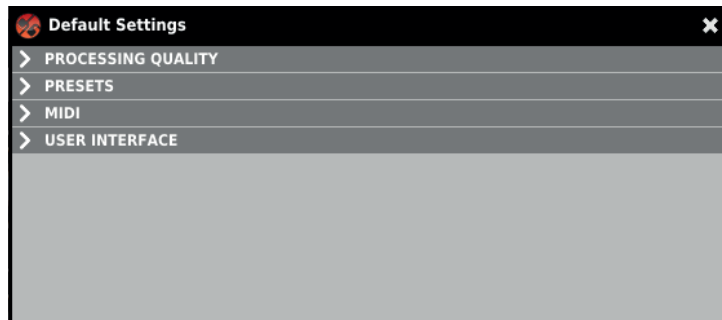 Default Settings
PROCESSING QUALITY
PRESETS
MIDI
USER INTERFACE